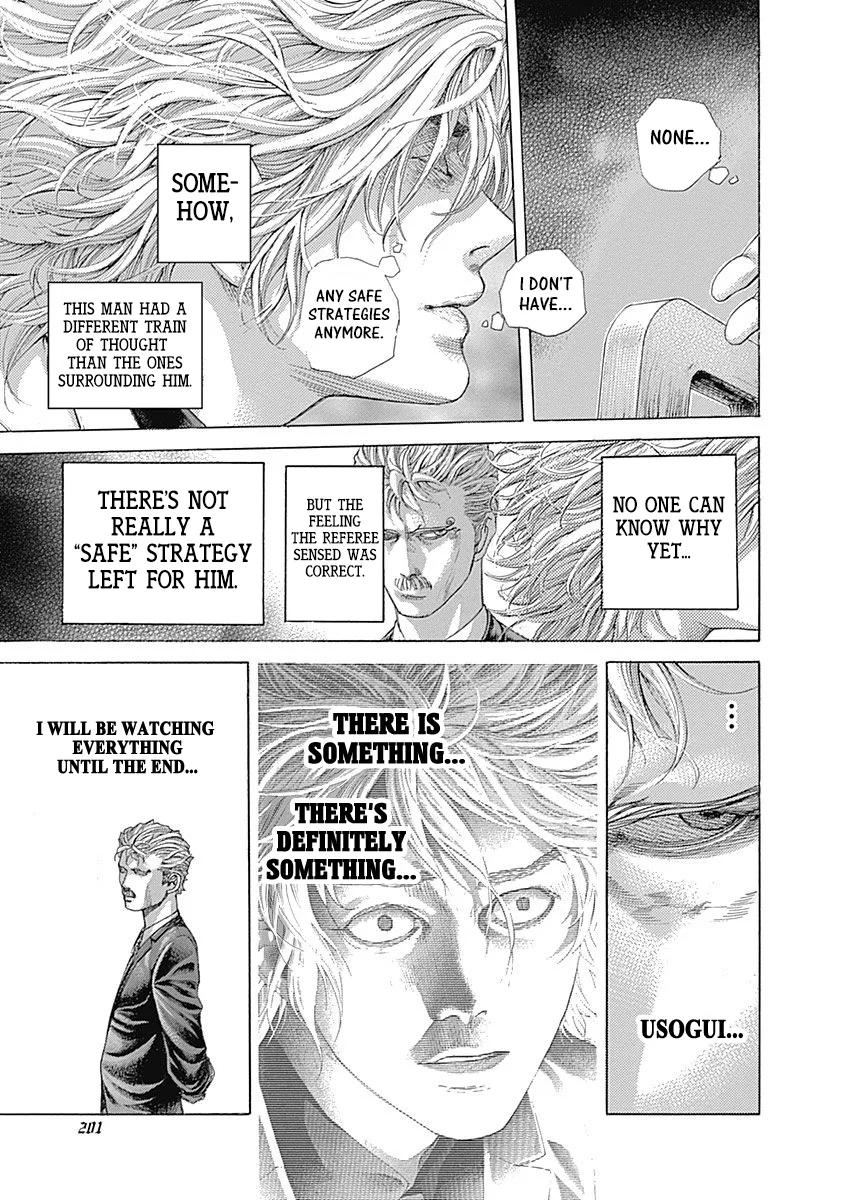 NONE...
I DON'T
HAVE...
ANY SAFE
STRATEGIES
ANYMORE.
SOME-
HOW,
THIS MAN HAD A
DIFFERENT TRAIN
OF THOUGHT
THAN THE ONES
SURROUNDING HIM.
NO ONE CAN
KNOW WHY
YET...
BUT THE
FEELING
THE REFEREE
SENSED WAS
CORRECT.
THERE'S NOT
REALLY A
“SAFE” STRATEGY
LEFT FOR HIM.
...
USOGUI...
THERE IS
SOMETHING...
THERE'S
DEFINITELY
SOMETHING...
I WILL BE WATCHING
EVERYTHING
UNTIL THE END...
201